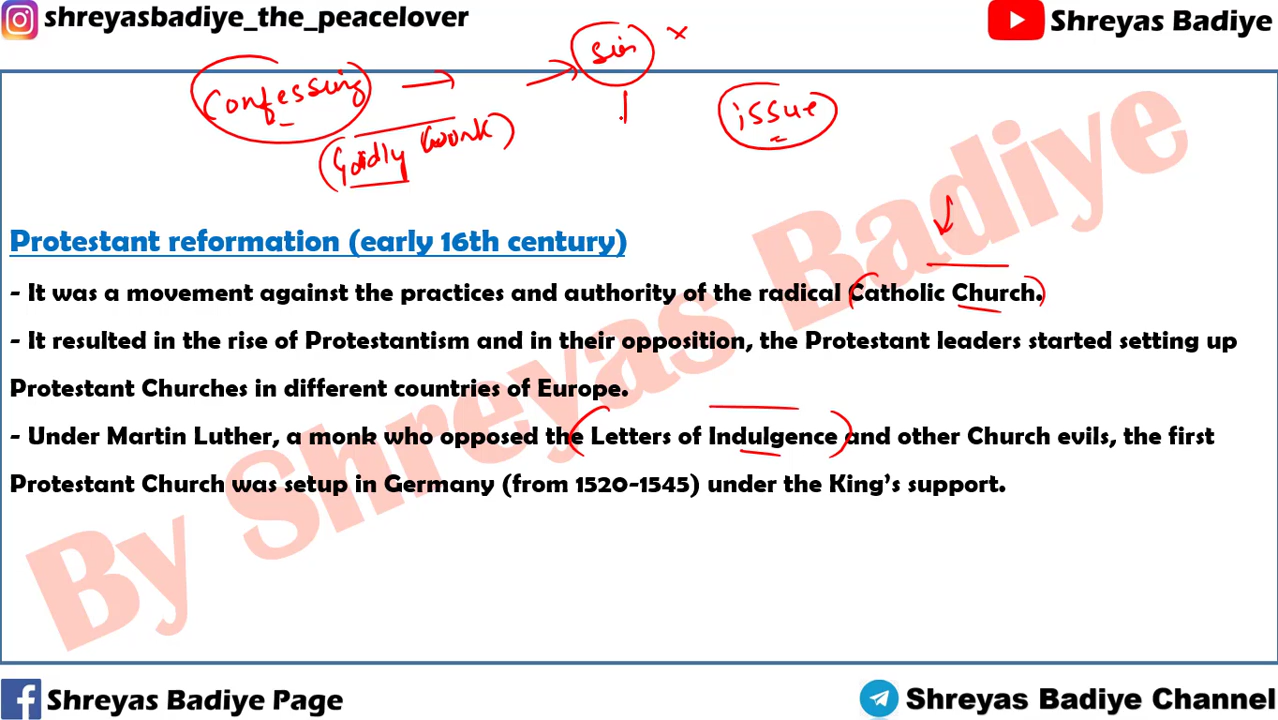 shreyasbadiye_the_peacelover
Shreyas Badiye
sin ×
Confessing
issue
(Godly work)
Protestant reformation (early 16th century)
- It was a movement against the practices and authority of the radical Catholic Church.
- It resulted in the rise of Protestantism and in their opposition, the Protestant leaders started setting up
Protestant Churches in different countries of Europe.
- Under Martin Luther, a monk who opposed the Letters of Indulgence and other Church evils, the first
Protestant Church was setup in Germany (from 1520-1545) under the King's support.
By Shreyas Badiye
Shreyas Badiye Page
Shreyas Badiye Channel